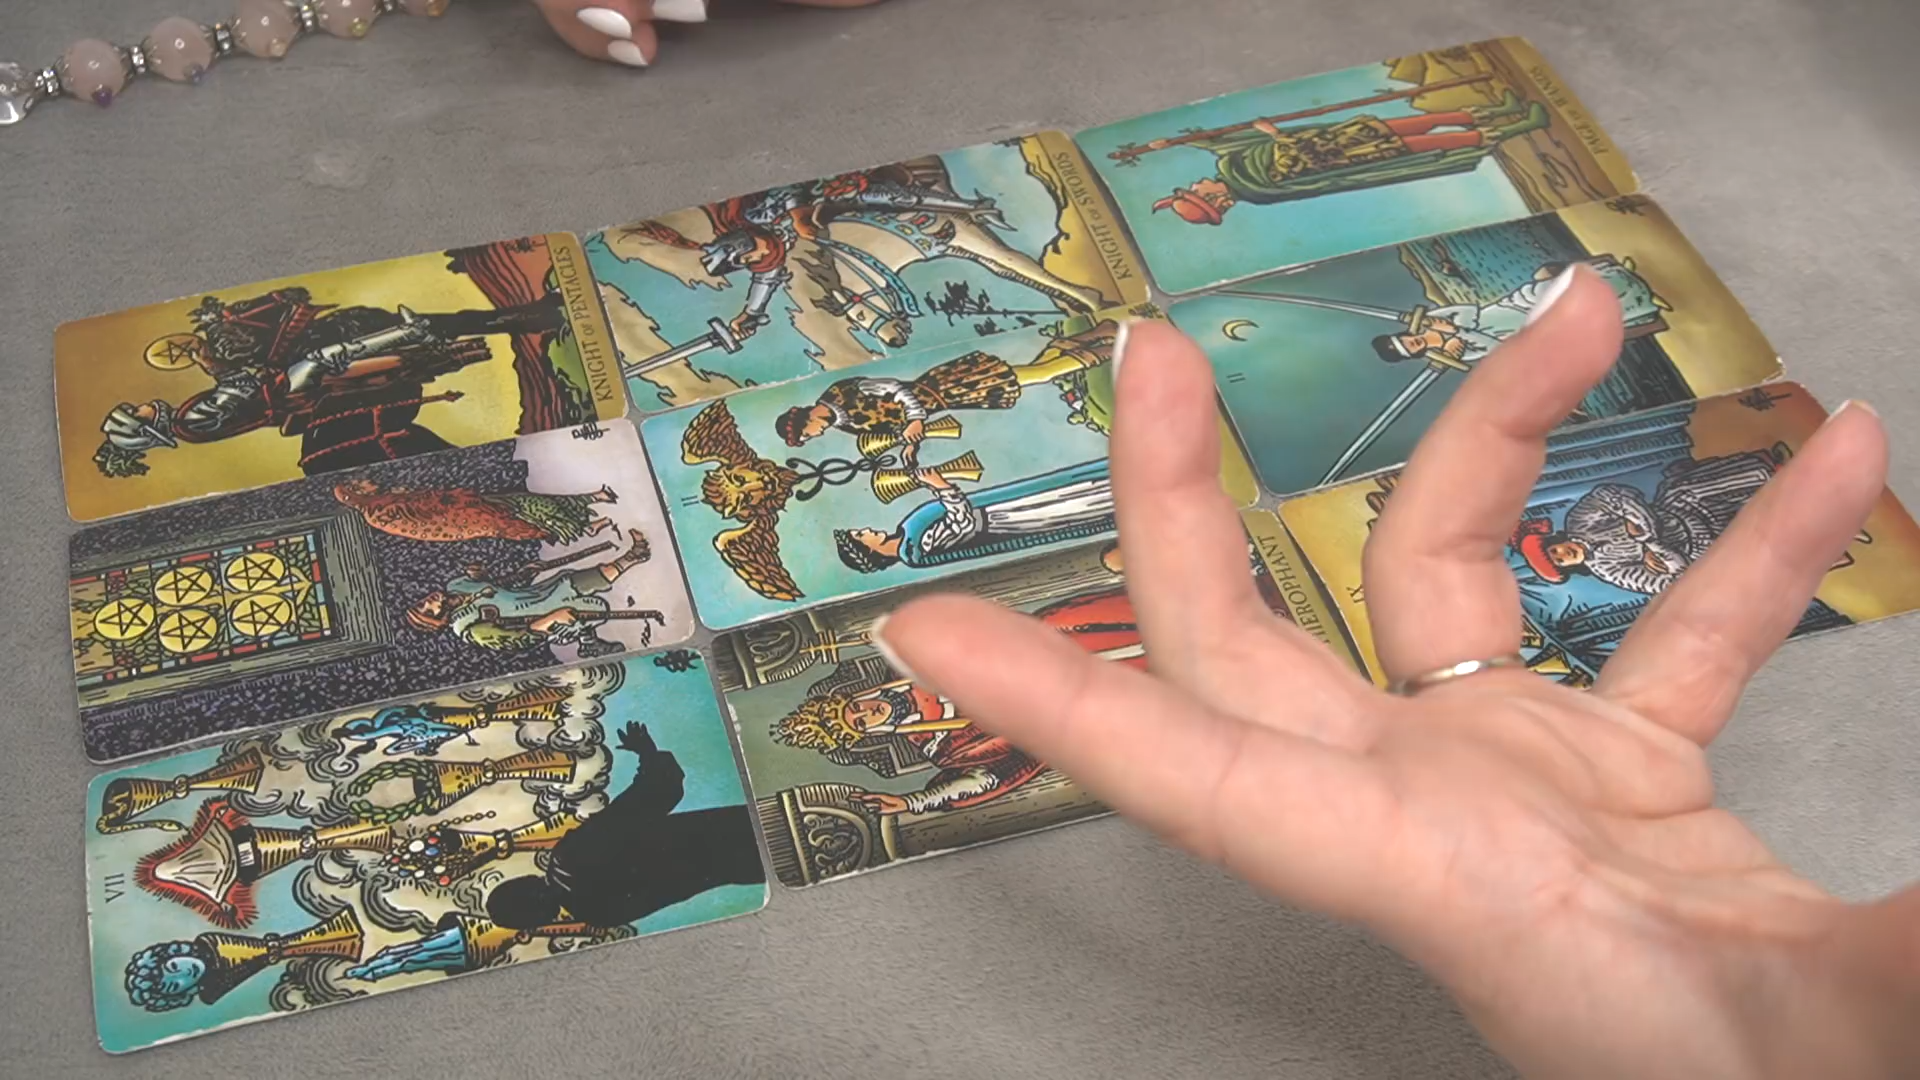 PAGE OF WANDS
KNIGHT OF SWORDS
KNIGHT OF PENTACLES
II
II
HIEROPHANT
IX
VII